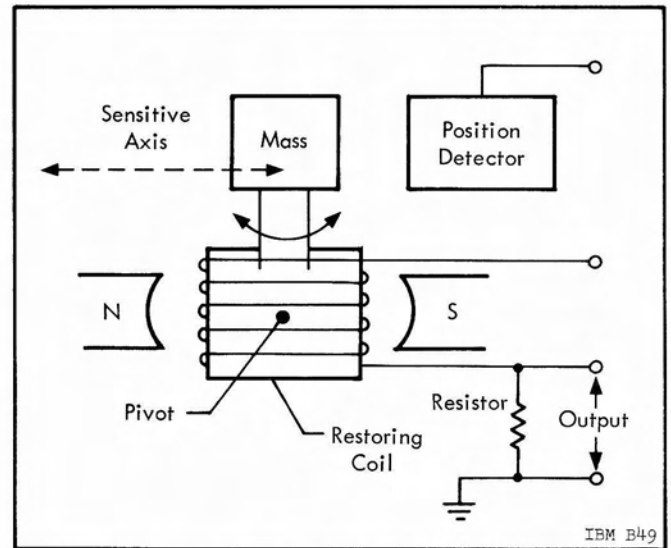 Sensitive
Axis
Mass
Position
Detector
N
S
Pivot
Restoring
Coil
Resistor
Output
IBM B49